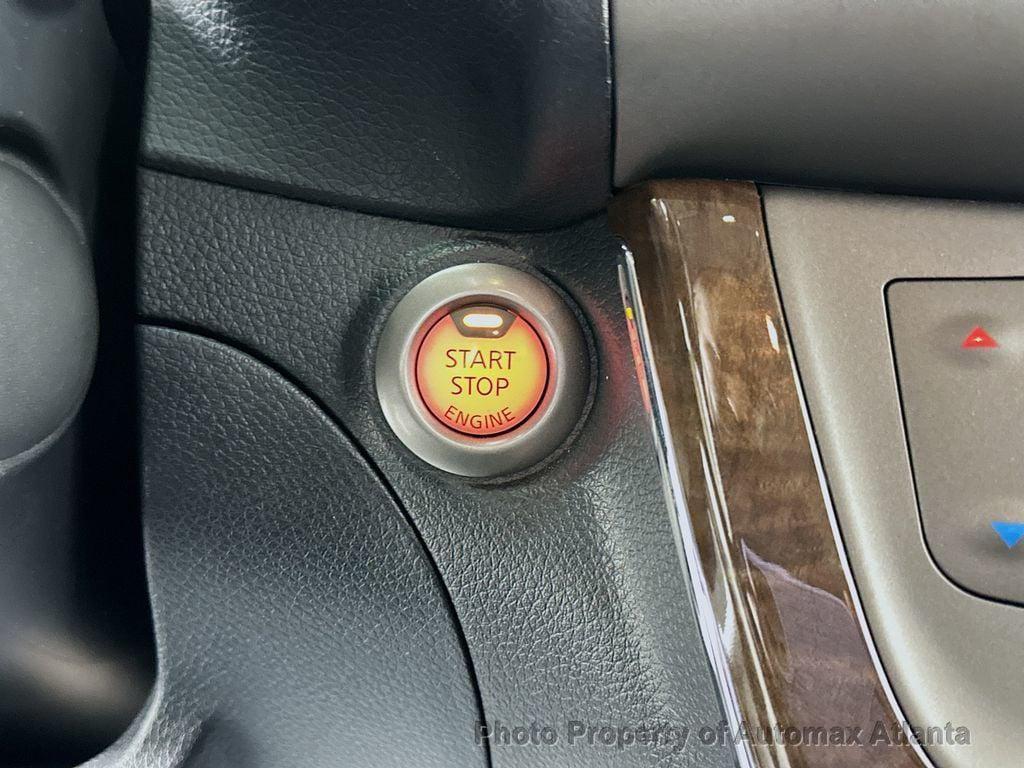 START
STOP
ENGINE
Photo Property of Automax Atlanta